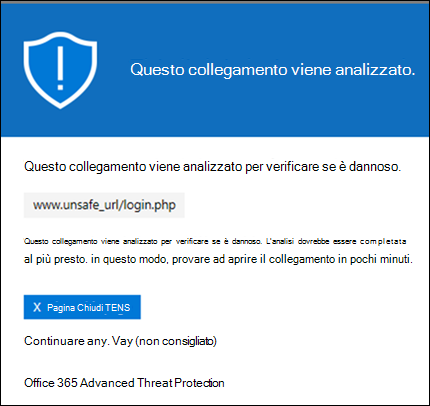 Questo collegamento viene analizzato.
Questo collegamento viene analizzato per verificare se è dannoso.
www.unsafe_url/login.php
Questo collegamento viene analizzato per verificare se è dannoso. L'analisi dovrebbe essere completata
al più presto. in questo modo, provare ad aprire il collegamento in pochi minuti.
X Pagina Chiudi TENS
Continuare any. Vay (non consigliato)
Office 365 Advanced Threat Protection